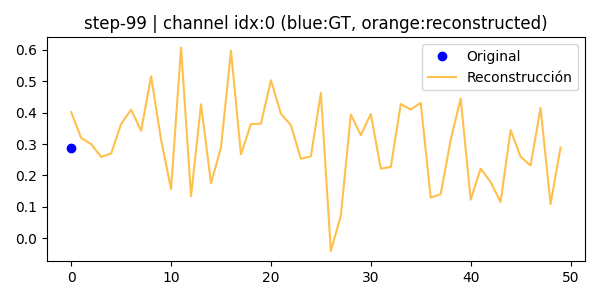 step-99 | channel idx:0 (blue:GT, orange:reconstructed)
Original
Reconstrucción
0.6
0.5
0.4
0.3
0.2
0.1
0.0
0 10 20 30 40 50